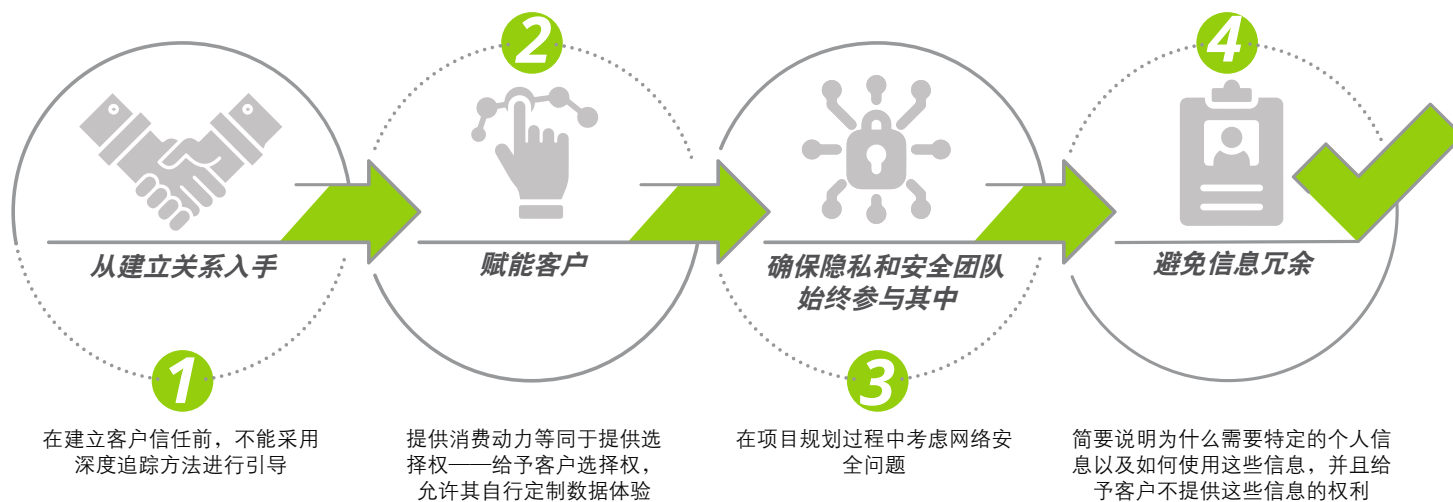 1
从建立关系入手
在建立客户信任前，不能采用
深度追踪方法进行引导
2
赋能客户
提供消费动力等同于提供选
择权——给予客户选择权，
允许其自行定制数据体验
3
确保隐私和安全团队
始终参与其中
在项目规划过程中考虑网络安
全问题
4
避免信息冗余
简要说明为什么需要特定的个人信
息以及如何使用这些信息，并且给
予客户不提供这些信息的权利